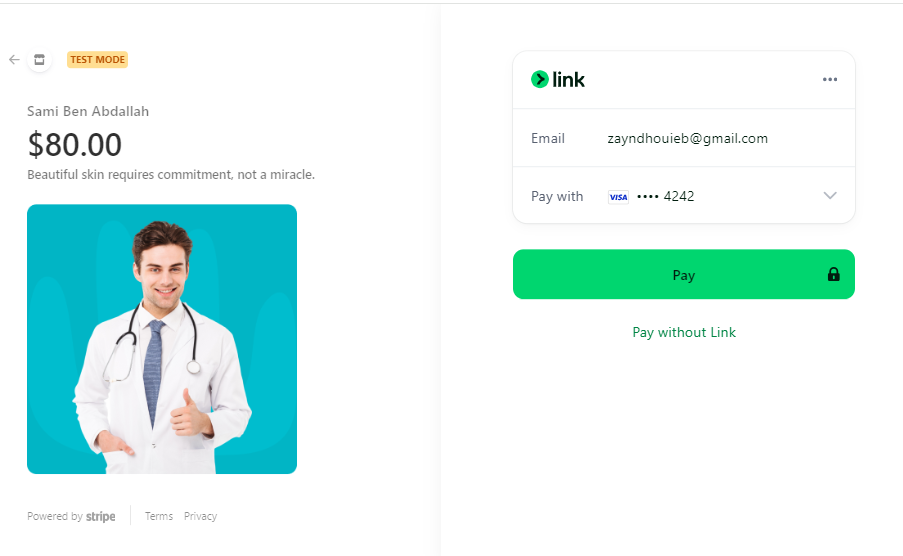 TEST MODE
Sami Ben Abdallah
$80.00
Beautiful skin requires commitment, not a miracle.
Powered by stripe
Terms Privacy
link
Email zayndhouieb@gmail.com
Pay with VISA •••• 4242
Pay
Pay without Link